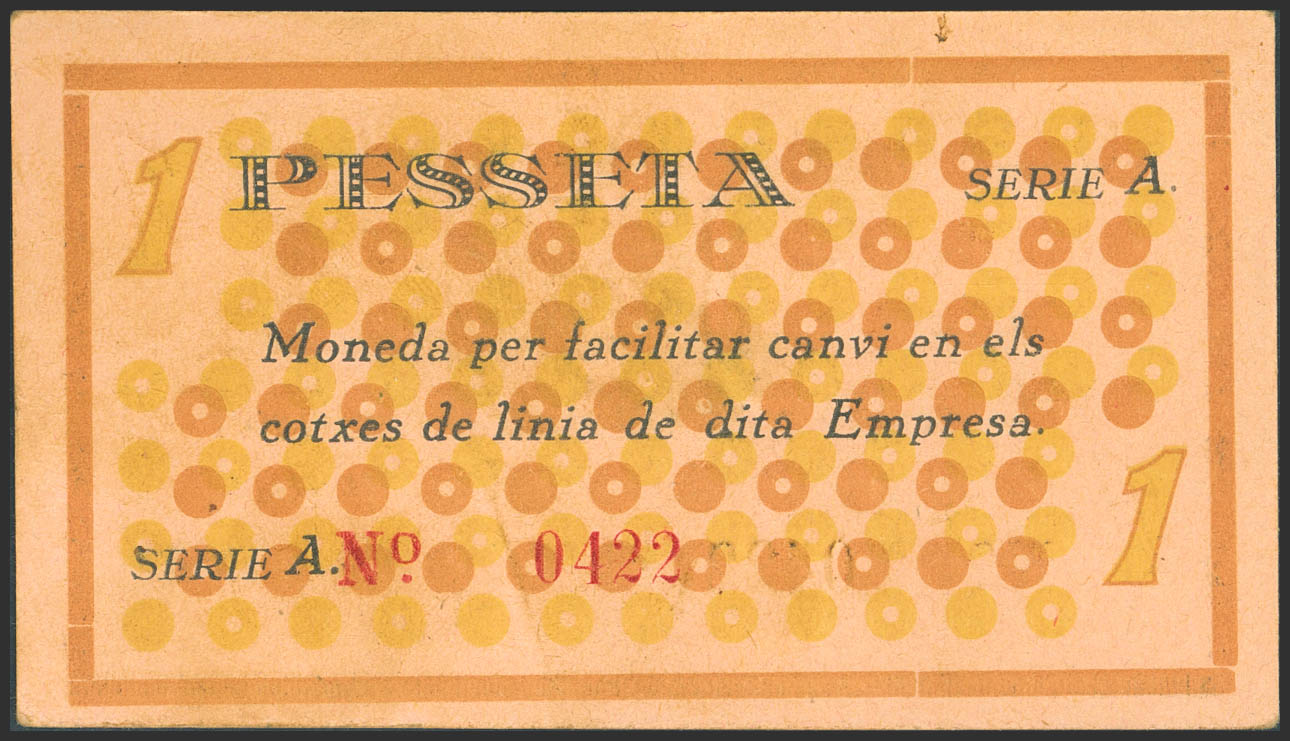 1 PESSETA SERIE A.
Moneda per facilitar canvi en els
cotxes de linia de dita Empresa.
SERIE A. Nº 0422
1